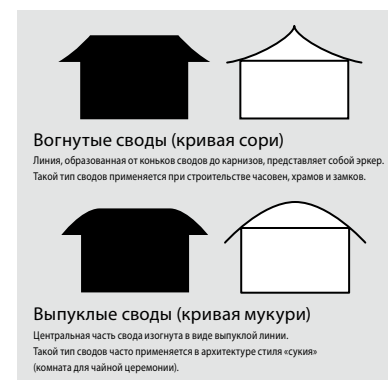 Вогнутые своды (кривая сори)
Линия, образованная от коньков сводов до карнизов, представляет собой эркер.
Такой тип сводов применяется при строительстве часовен, храмов и замков.
Выпуклые своды (кривая мукури)
Центральная часть свода изогнута в виде выпуклой линии.
Такой тип сводов часто применяется в архитектуре стиля «сукия»
(комната для чайной церемонии).